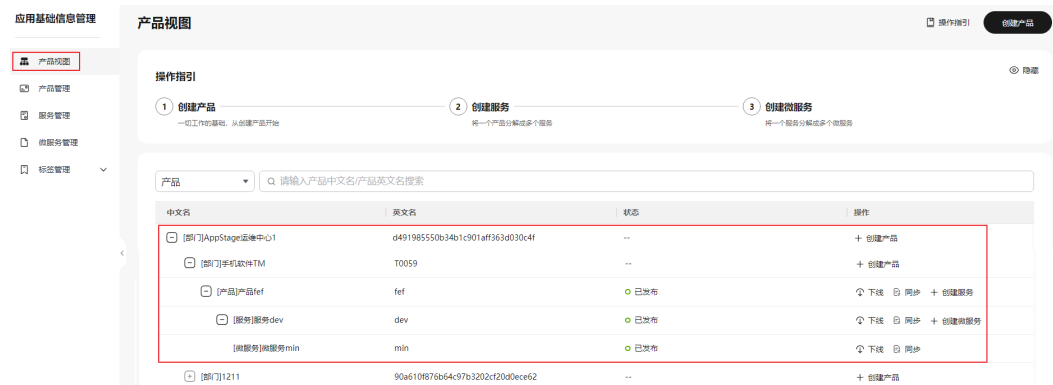 应用基础信息管理
产品视图
产品管理
服务管理
微服务管理
标签管理
产品视图
操作指引
创建产品
操作指引
隐藏
1 创建产品
一切工作的基础，从创建产品开始
2 创建服务
将一个产品分解成多个服务
3 创建微服务
将一个服务分解成多个微服务
产品 请输入产品中文名/产品英文名搜索
中文名 英文名 状态 操作
[部门]AppStage运维中心1 d491985550b34b1c901aff363d030c4f -- + 创建产品
[部门]手机软件TM T0059 -- + 创建产品
[产品]产品fef fef 已发布 下线 同步 + 创建服务
[服务]服务dev dev 已发布 下线 同步 + 创建微服务
[微服务]微服务min min 已发布 下线 同步
[部门]1211 90a610f876b64c97b3202cf20d0ece62 -- + 创建产品